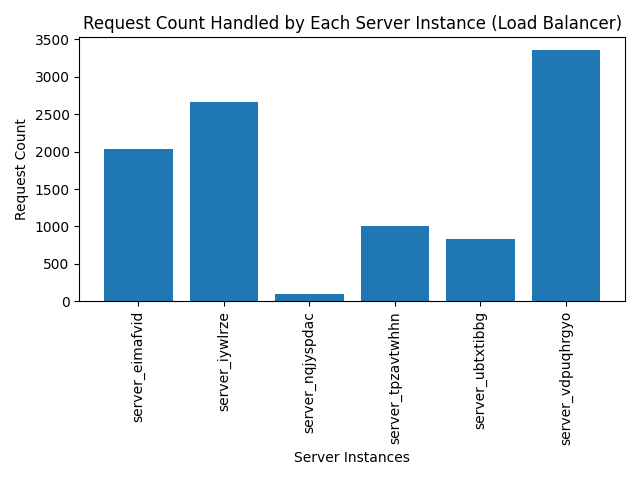 Request Count Handled by Each Server Instance (Load Balancer)
3500
3000
2500
2000
1500
1000
500
0
Request Count
server_eimafvid
server_iywlrze
server_nqjyspdac
server_tpzavtwhhn
server_ubtxtibbg
server_vdpuqhrgyo
Server Instances